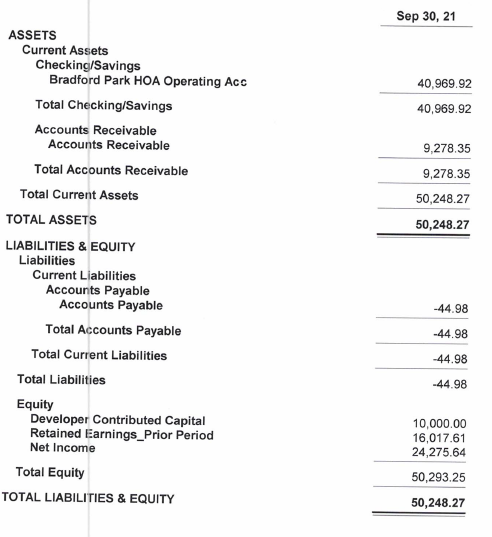 Sep 30, 21
ASSETS
Current Assets
Checking/Savings
Bradford Park HOA Operating Acc 40,969.92
Total Checking/Savings 40,969.92
Accounts Receivable
Accounts Receivable 9,278.35
Total Accounts Receivable 9,278.35
Total Current Assets 50,248.27
TOTAL ASSETS 50,248.27
LIABILITIES & EQUITY
Liabilities
Current Liabilities
Accounts Payable
Accounts Payable -44.98
Total Accounts Payable -44.98
Total Current Liabilities -44.98
Total Liabilities -44.98
Equity
Developer Contributed Capital 10,000.00
Retained Earnings_Prior Period 16,017.61
Net Income 24,275.64
Total Equity 50,293.25
TOTAL LIABILITIES & EQUITY 50,248.27